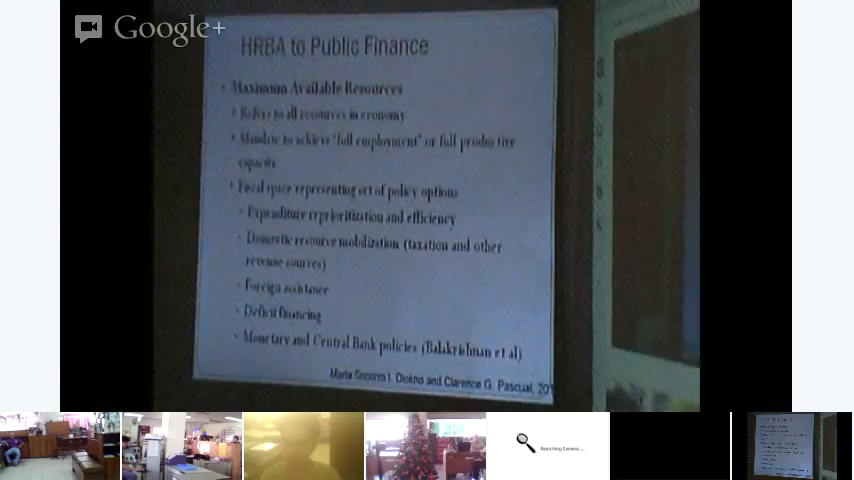 Google+
HRBA to Public Finance
Maximum Available Resources
Refers to all resources in economy
Mandate to achieve "full employment" or full productive
capacity
Fiscal space representing set of policy options
Expenditure reprioritization and efficiency
Domestic resource mobilization (taxation and other
revenue sources)
Foreign assistance
Deficit financing
Monetary and Central Bank policies (Balakrishnan et al)
Maria Socorro I. Diokno and Clarence G. Pascual, 20
Searching Camera....